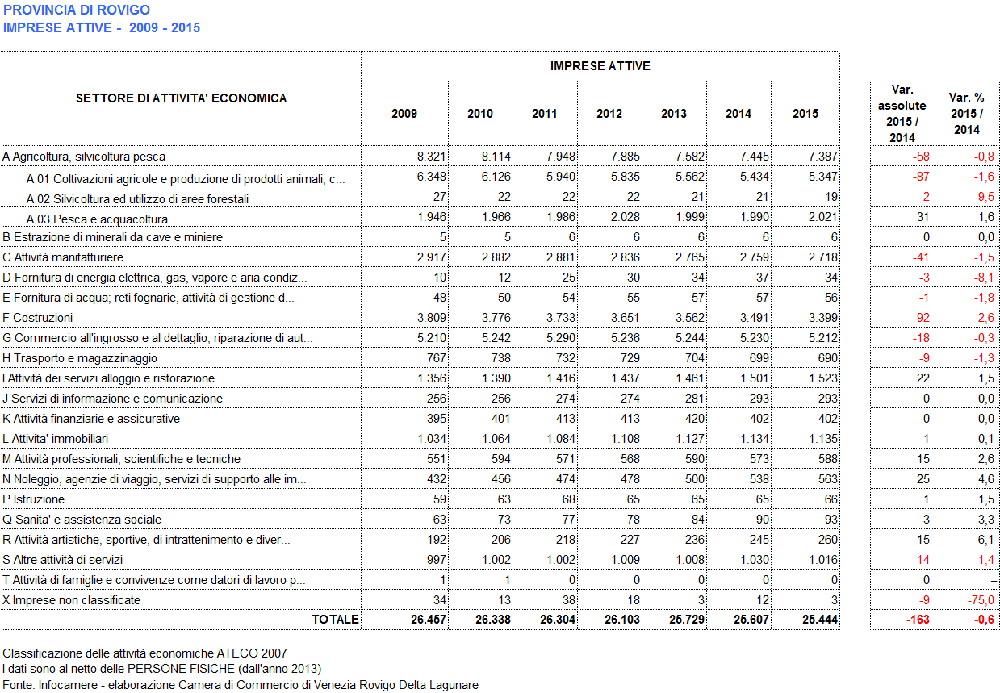 PROVINCIA DI ROVIGO
IMPRESE ATTIVE -  2009 - 2015
SETTORE DI ATTIVITA' ECONOMICA IMPRESE ATTIVE Var. assolute 2015 / 2014 Var. % 2015 / 2014
2009 2010 2011 2012 2013 2014 2015
A Agricoltura, silvicoltura pesca 8.321 8.114 7.948 7.885 7.582 7.445 7.387 -58 -0,8
A 01 Coltivazioni agricole e produzione di prodotti animali, c... 6.348 6.126 5.940 5.835 5.562 5.434 5.347 -87 -1,6
A 02 Silvicoltura ed utilizzo di aree forestali 27 22 22 22 21 21 19 -2 -9,5
A 03 Pesca e acquacoltura 1.946 1.966 1.986 2.028 1.999 1.990 2.021 31 1,6
B Estrazione di minerali da cave e miniere 5 5 6 6 6 6 6 0 0,0
C Attività manifatturiere 2.917 2.882 2.881 2.836 2.765 2.759 2.718 -41 -1,5
D Fornitura di energia elettrica, gas, vapore e aria condiz... 10 12 25 30 34 37 34 -3 -8,1
E Fornitura di acqua; reti fognarie, attività di gestione d... 48 50 54 55 57 57 56 -1 -1,8
F Costruzioni 3.809 3.776 3.733 3.651 3.562 3.491 3.399 -92 -2,6
G Commercio all'ingrosso e al dettaglio; riparazione di aut... 5.210 5.242 5.290 5.236 5.244 5.230 5.212 -18 -0,3
H Trasporto e magazzinaggio 767 738 732 729 704 699 690 -9 -1,3
I Attività dei servizi alloggio e ristorazione 1.356 1.390 1.416 1.437 1.461 1.501 1.523 22 1,5
J Servizi di informazione e comunicazione 256 256 274 274 281 293 293 0 0,0
K Attività finanziarie e assicurative 395 401 413 413 420 402 402 0 0,0
L Attivita' immobiliari 1.034 1.064 1.084 1.108 1.127 1.134 1.135 1 0,1
M Attività professionali, scientifiche e tecniche 551 594 571 568 590 573 588 15 2,6
N Noleggio, agenzie di viaggio, servizi di supporto alle im... 432 456 474 478 500 538 563 25 4,6
P Istruzione 59 63 68 65 65 65 66 1 1,5
Q Sanita' e assistenza sociale 63 73 77 78 84 90 93 3 3,3
R Attività artistiche, sportive, di intrattenimento e diver... 192 206 218 227 236 245 260 15 6,1
S Altre attività di servizi 997 1.002 1.002 1.009 1.008 1.030 1.016 -14 -1,4
T Attività di famiglie e convivenze come datori di lavoro p... 1 1 0 0 0 0 0 0 =
X Imprese non classificate 34 13 38 18 3 12 3 -9 -75,0
TOTALE 26.457 26.338 26.304 26.103 25.729 25.607 25.444 -163 -0,6
Classificazione delle attività economiche ATECO 2007
I dati sono al netto delle PERSONE FISICHE (dall'anno 2013)
Fonte: Infocamere - elaborazione Camera di Commercio di Venezia Rovigo Delta Lagunare